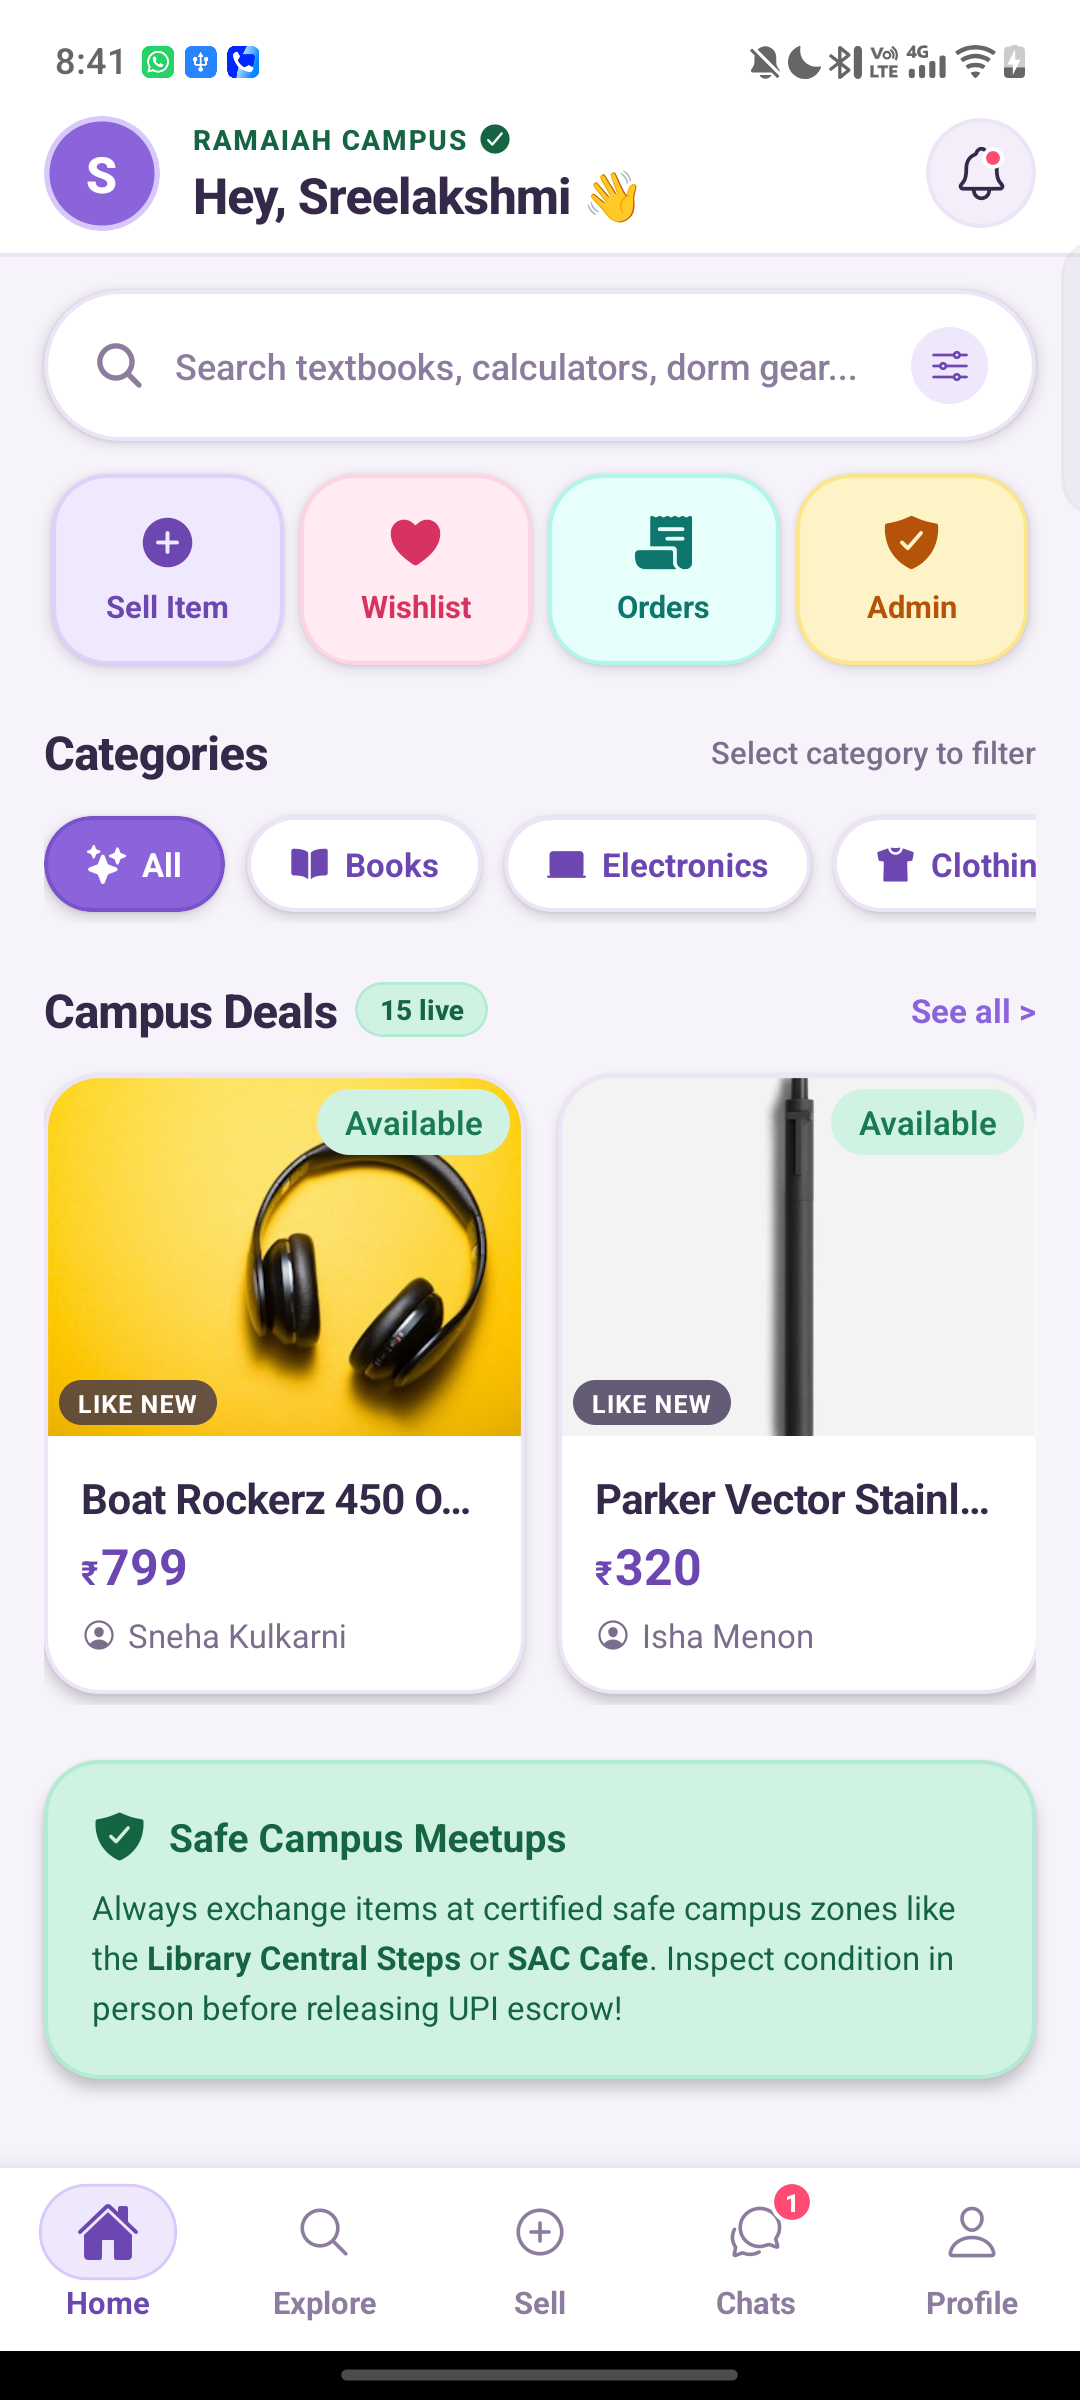 8:41
Vo))
LTE
4G
S
RAMAIAH CAMPUS
Hey, Sreelakshmi 👋
Search textbooks, calculators, dorm gear...
Sell Item
Wishlist
Orders
Admin
Categories
Select category to filter
All
Books
Electronics
Clothin
Campus Deals
15 live
See all >
Available
LIKE NEW
Boat Rockerz 450 O...
₹799
Sneha Kulkarni
Available
LIKE NEW
Parker Vector Stainl...
₹320
Isha Menon
Safe Campus Meetups
Always exchange items at certified safe campus zones like
the Library Central Steps or SAC Cafe. Inspect condition in
person before releasing UPI escrow!
1
Home
Explore
Sell
Chats
Profile